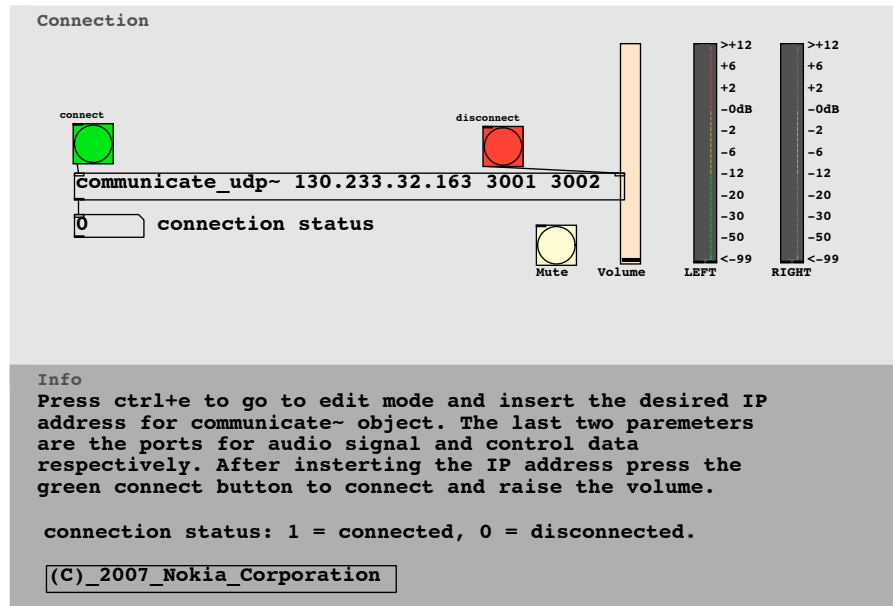 Connection
connect
disconnect
communicate_udp~ 130.233.32.163 3001 3002
0
connection status
Mute
Volume
>+12
+6
+2
-0dB
-2
-6
-12
-20
-30
-50
<-99
LEFT
>+12
+6
+2
-0dB
-2
-6
-12
-20
-30
-50
<-99
RIGHT
Info
Press ctrl+e to go to edit mode and insert the desired IP
address for communicate~ object. The last two paremeters
are the ports for audio signal and control data
respectively. After insterting the IP address press the
green connect button to connect and raise the volume.
connection status: 1 = connected, 0 = disconnected.
(C)_2007_Nokia_Corporation